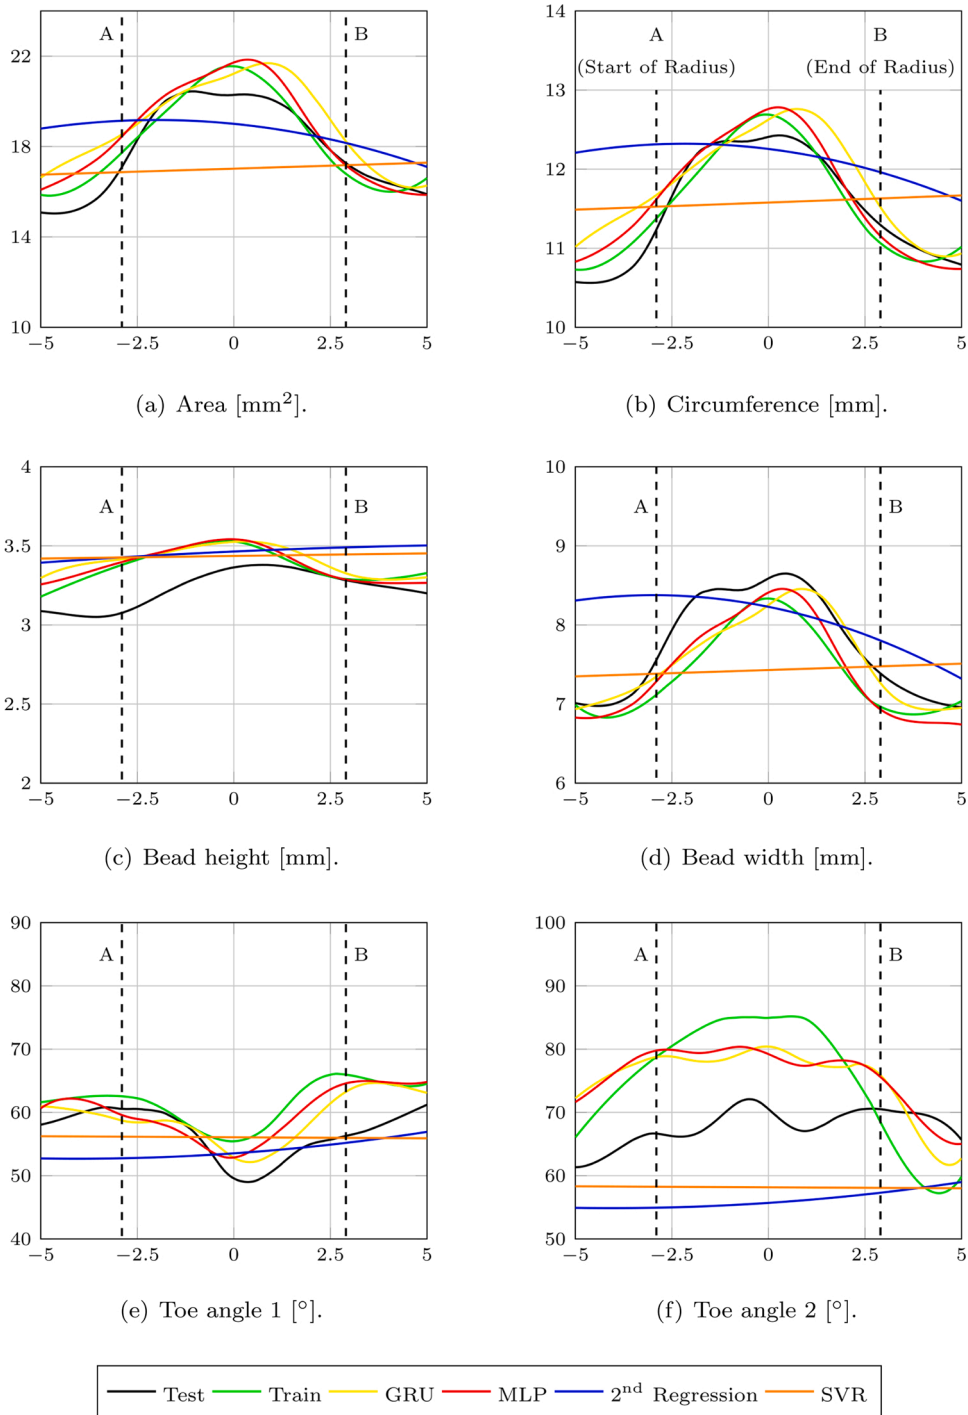 A B
22
18
14
10
−5 −2.5 0 2.5 5
(a) Area [mm²].
14
13
12
11
10
A B
(Start of Radius) (End of Radius)
−5 −2.5 0 2.5 5
(b) Circumference [mm].
4
3.5
3
2.5
2
A B
−5 −2.5 0 2.5 5
(c) Bead height [mm].
10
9
8
7
6
A B
−5 −2.5 0 2.5 5
(d) Bead width [mm].
90
80
70
60
50
40
A B
−5 −2.5 0 2.5 5
(e) Toe angle 1 [°].
100
90
80
70
60
50
A B
−5 −2.5 0 2.5 5
(f) Toe angle 2 [°].
Test Train GRU MLP 2nd Regression SVR